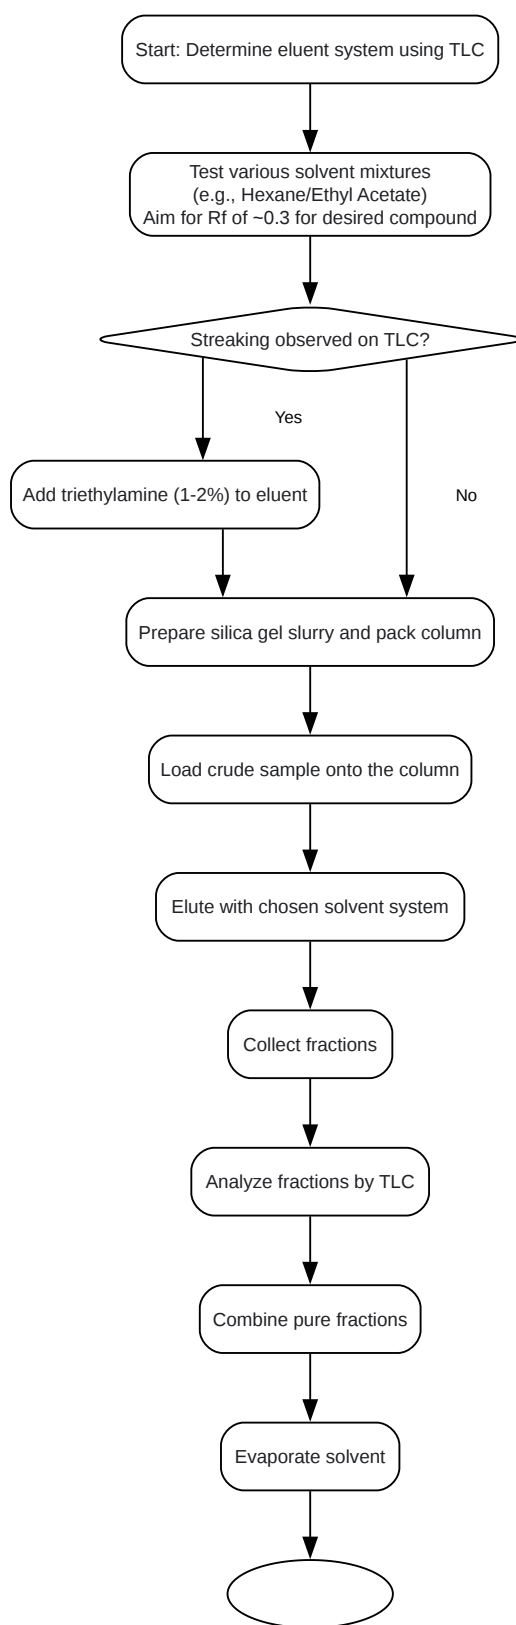 Start: Determine eluent system using TLC
Test various solvent mixtures
(e.g., Hexane/Ethyl Acetate)
Aim for Rf of ~0.3 for desired compound
Streaking observed on TLC?
Yes
Add triethylamine (1-2%) to eluent
No
Prepare silica gel slurry and pack column
Load crude sample onto the column
Elute with chosen solvent system
Collect fractions
Analyze fractions by TLC
Combine pure fractions
Evaporate solvent